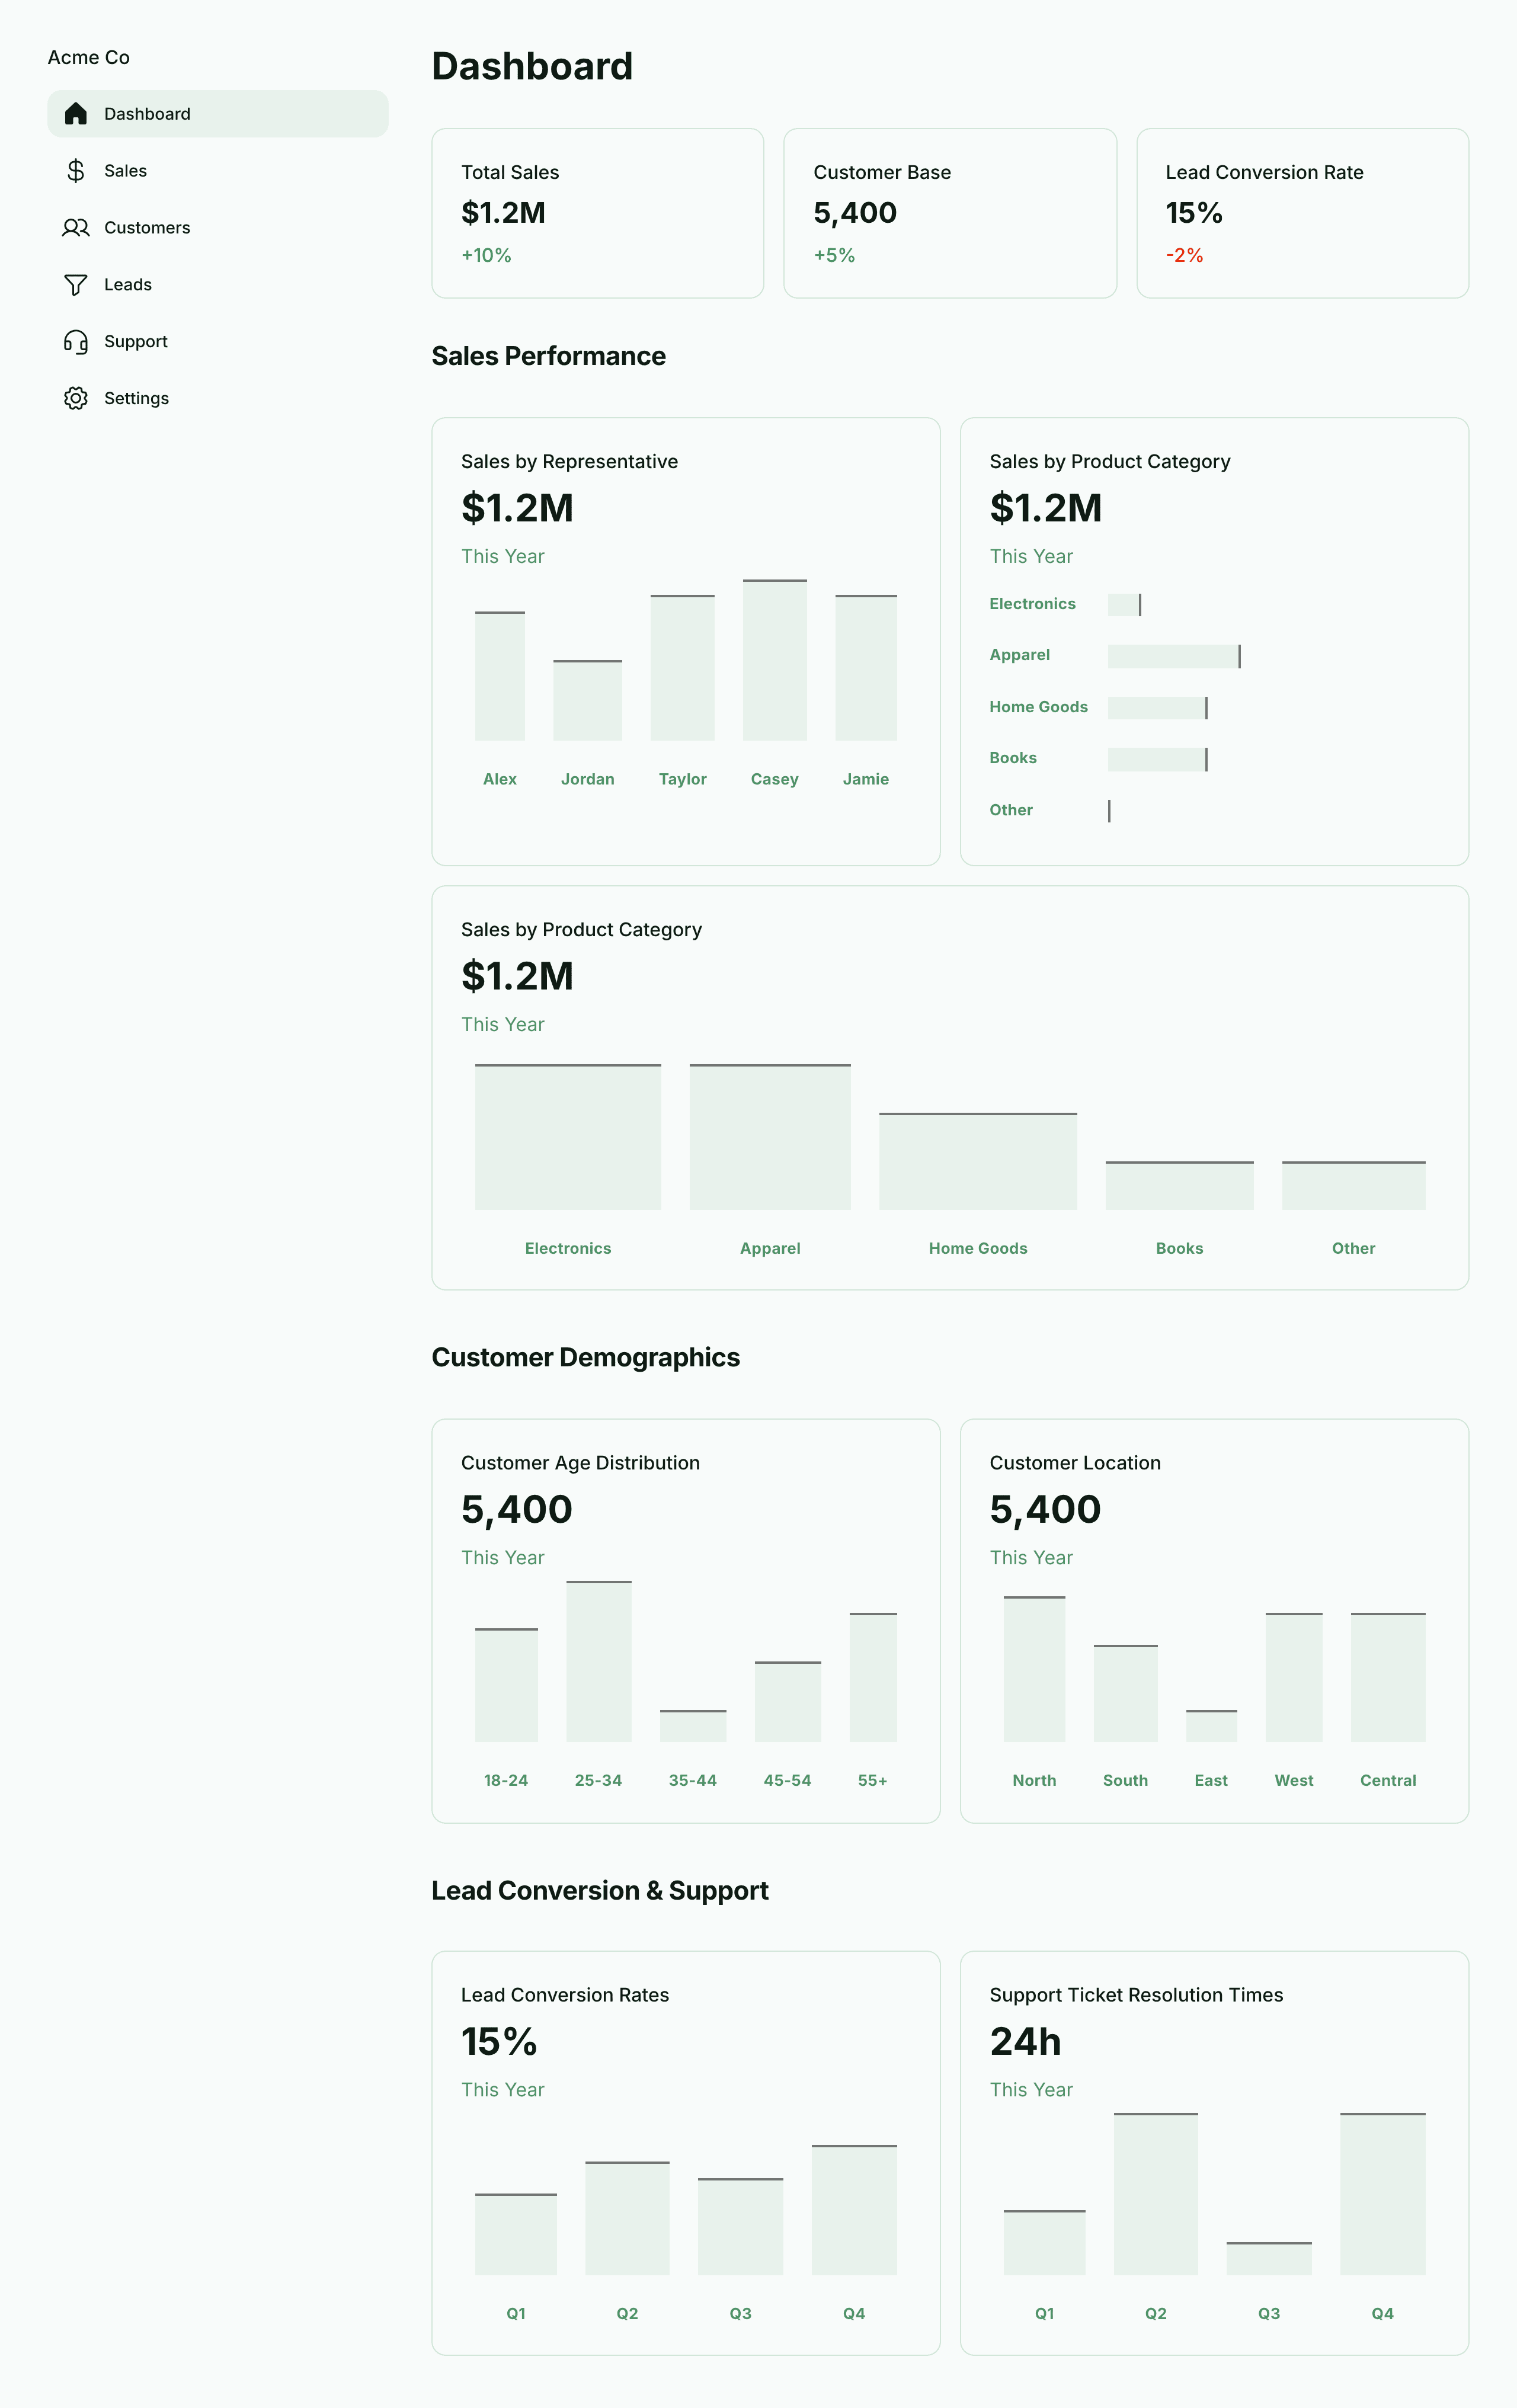 Acme Co
Dashboard
Sales
Customers
Leads
Support
Settings
Dashboard
Total Sales
$1.2M
+10%
Customer Base
5,400
+5%
Lead Conversion Rate
15%
-2%
Sales Performance
Sales by Representative
$1.2M
This Year
Alex
Jordan
Taylor
Casey
Jamie
Sales by Product Category
$1.2M
This Year
Electronics
Apparel
Home Goods
Books
Other
Sales by Product Category
$1.2M
This Year
Electronics
Apparel
Home Goods
Books
Other
Customer Demographics
Customer Age Distribution
5,400
This Year
18-24
25-34
35-44
45-54
55+
Customer Location
5,400
This Year
North
South
East
West
Central
Lead Conversion & Support
Lead Conversion Rates
15%
This Year
Q1
Q2
Q3
Q4
Support Ticket Resolution Times
24h
This Year
Q1
Q2
Q3
Q4